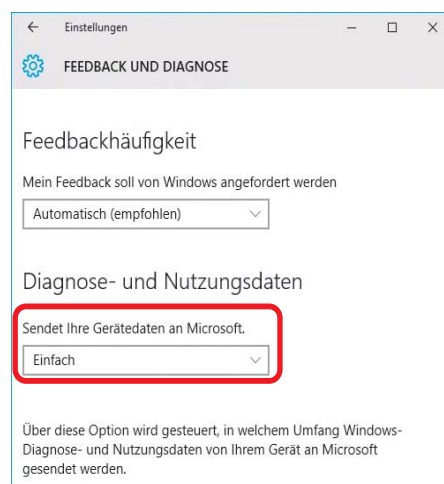 Einstellungen
FEEDBACK UND DIAGNOSE
Feedbackhäufigkeit
Mein Feedback soll von Windows angefordert werden
Automatisch (empfohlen)
Diagnose- und Nutzungsdaten
Sendet Ihre Gerätedaten an Microsoft.
Einfach
Über diese Option wird gesteuert, in welchem Umfang Windows-
Diagnose- und Nutzungsdaten von Ihrem Gerät an Microsoft
gesendet werden.